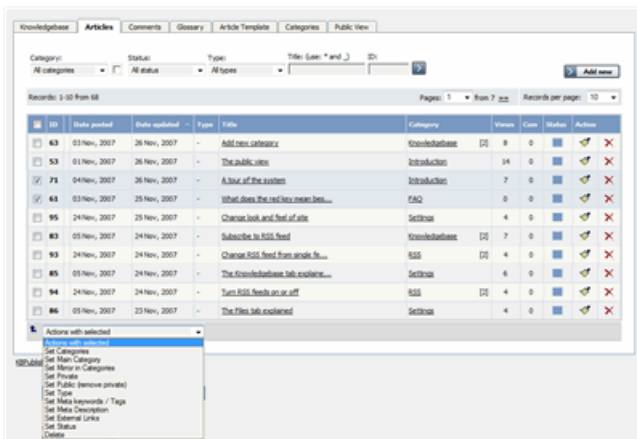 Knowledgebase Articles Comments Glossary Article Template Categories Public View
Category: Status: Type: Title: (use: * and _) ID:
All categories All status All types Add new
Records: 1-10 from 68 Pages: 1 from 7 >> Records per page: 10
ID Date posted Date updated Type Title Category Views Com Status Action
63 03 Nov, 2007 26 Nov, 2007 - Add new category Knowledgebase [2] 8 0
53 01 Nov, 2007 26 Nov, 2007 - The public view Introduction 14 0
71 04 Nov, 2007 26 Nov, 2007 - A tour of the system Introduction 7 0
61 03 Nov, 2007 25 Nov, 2007 - What does the red key mean bes.... FAQ 0 0
95 24 Nov, 2007 25 Nov, 2007 - Change look and feel of site Settings 4 0
83 05 Nov, 2007 24 Nov, 2007 - Subscribe to RSS feed Knowledgebase [2] 7 0
93 24 Nov, 2007 24 Nov, 2007 - Change RSS feed from single fe.... RSS [2] 4 0
85 05 Nov, 2007 24 Nov, 2007 - The Knowledgebase tab explaine.... Settings 6 0
94 24 Nov, 2007 24 Nov, 2007 - Turn RSS feeds on or off RSS [2] 4 0
86 05 Nov, 2007 23 Nov, 2007 - The Files tab explained Settings 4 0
Actions with selected
Actions with selected
KBPublis
Set Categories
Set Main Category
Set Mirror in Categories
Set Private
Set Public (remove private)
Set Type
Set Meta keywords / Tags
Set Meta Description
Set External Links
Set Status
Delete